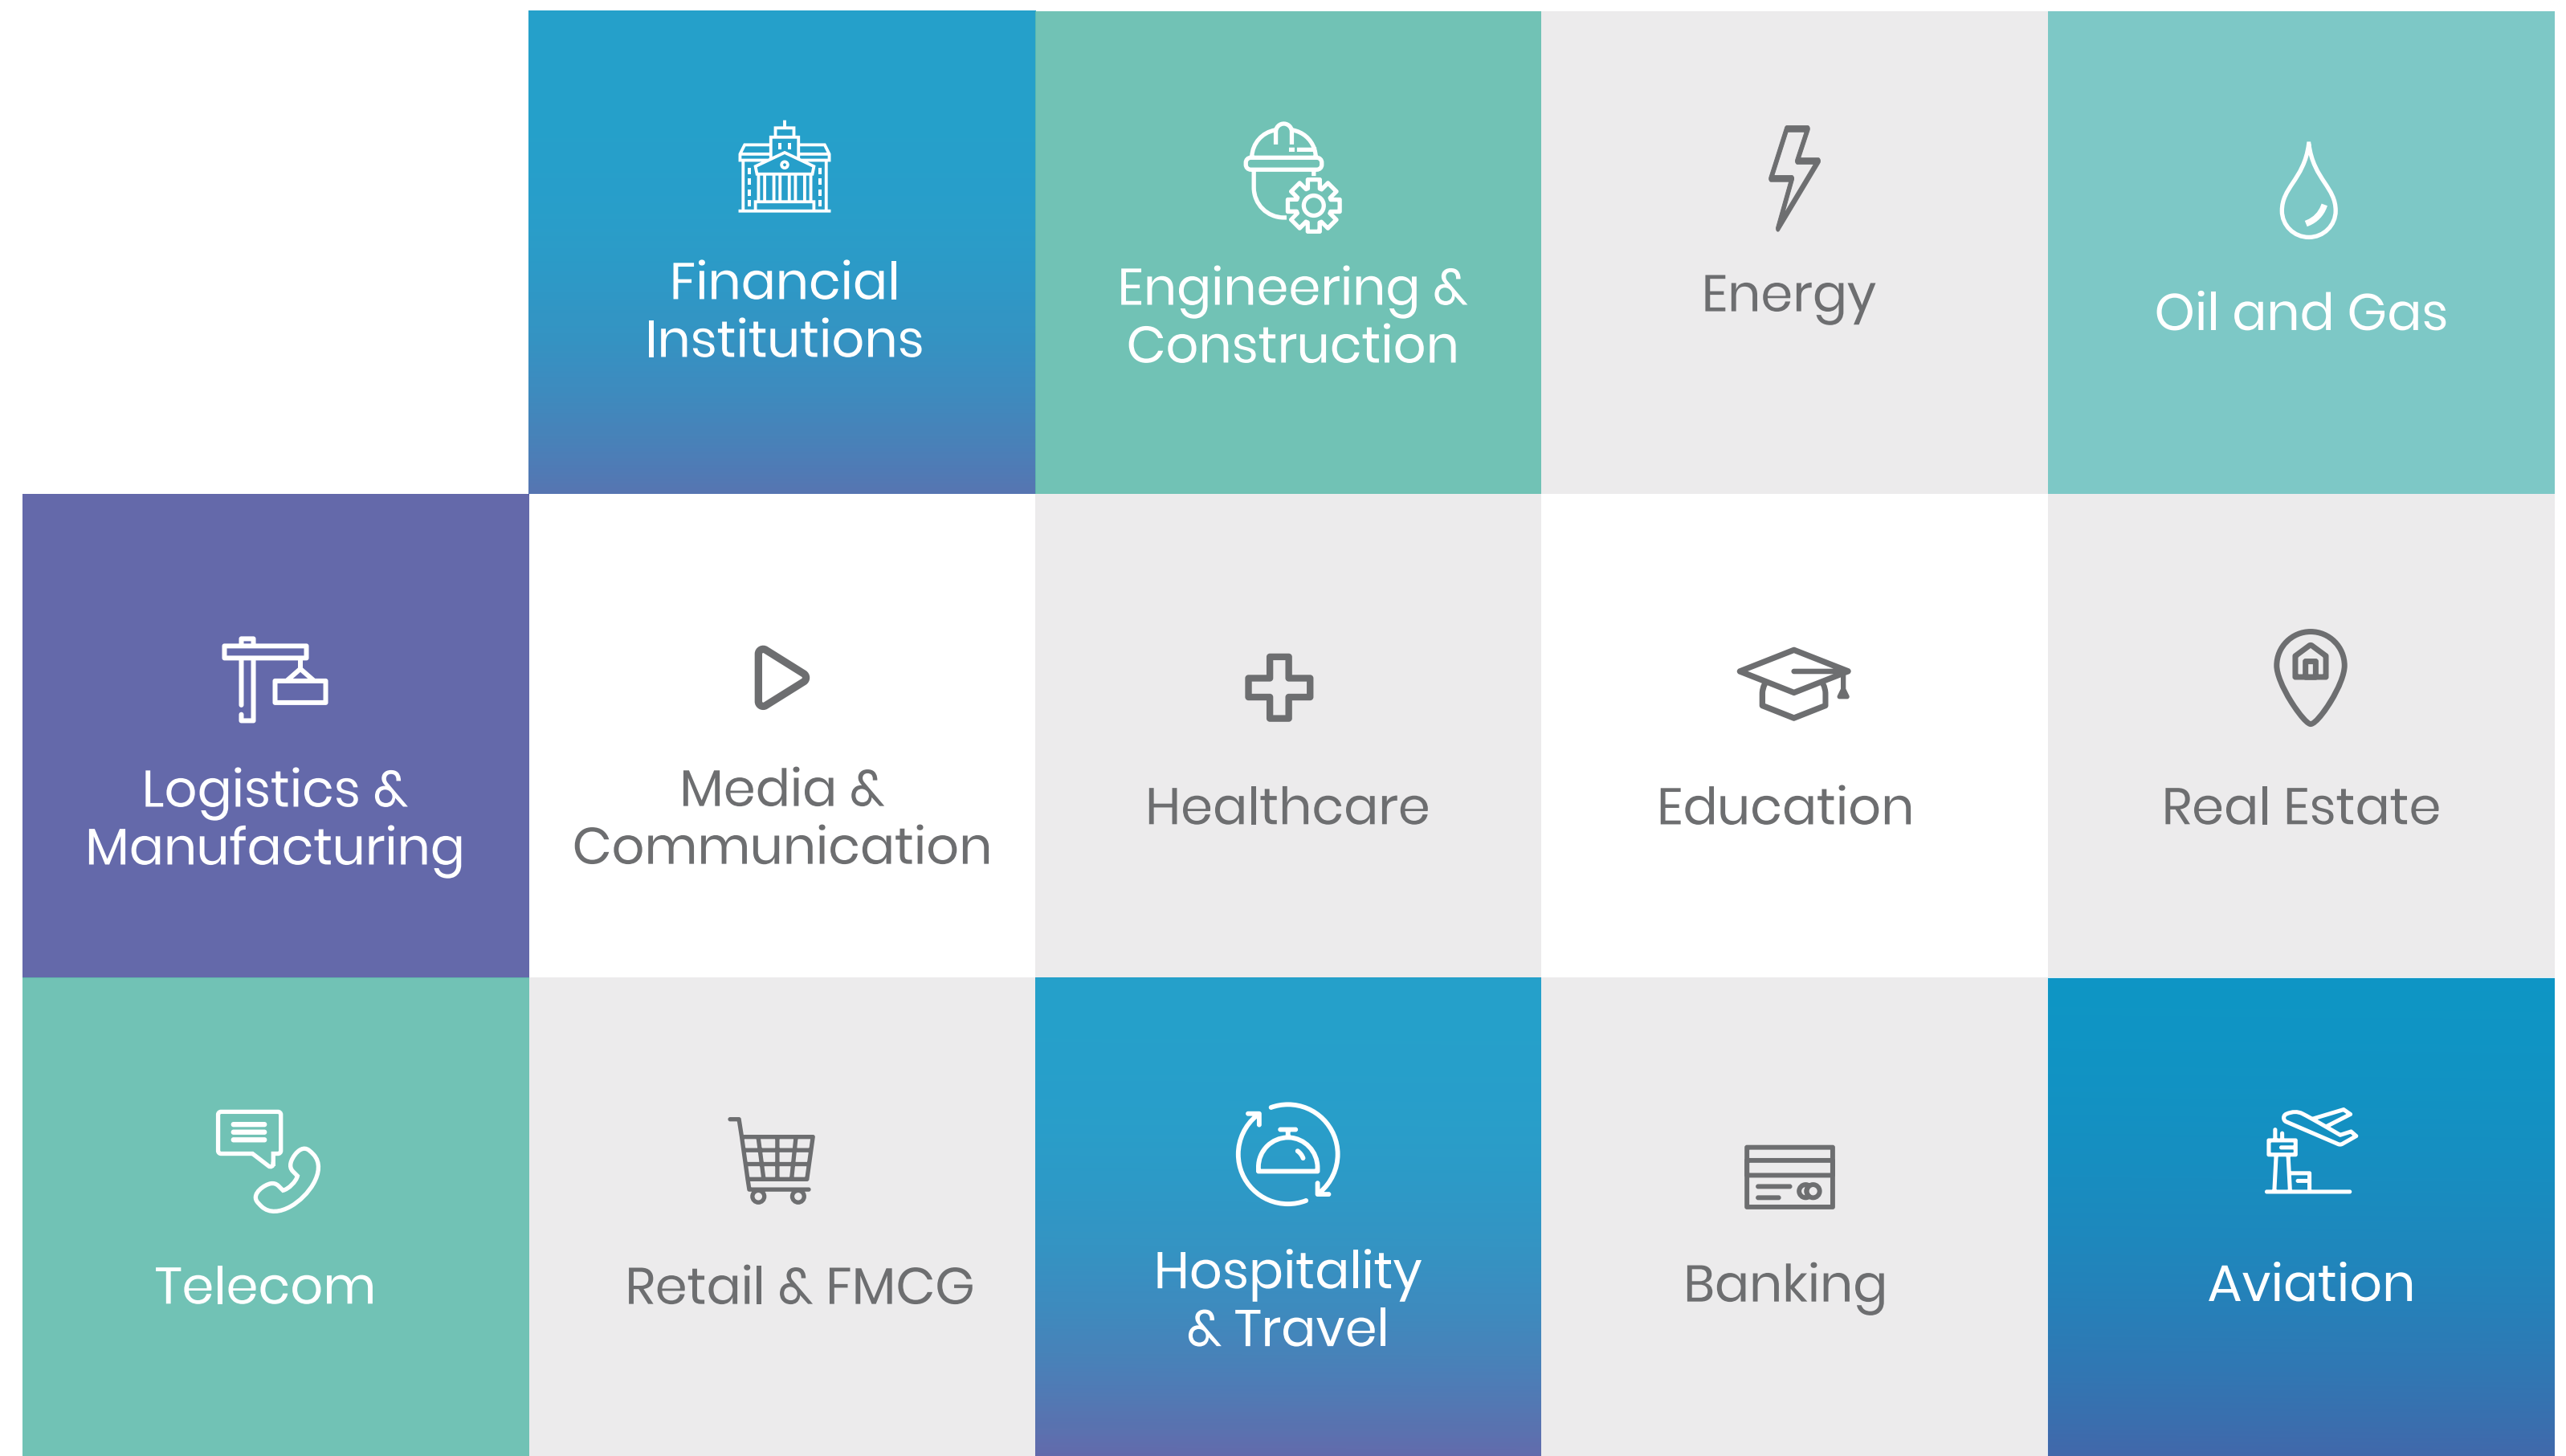 Financial
Institutions
Engineering &
Construction
Energy
Oil and Gas
Logistics &
Manufacturing
Media &
Communication
Healthcare
Education
Real Estate
Telecom
Retail & FMCG
Hospitality
& Travel
Banking
Aviation